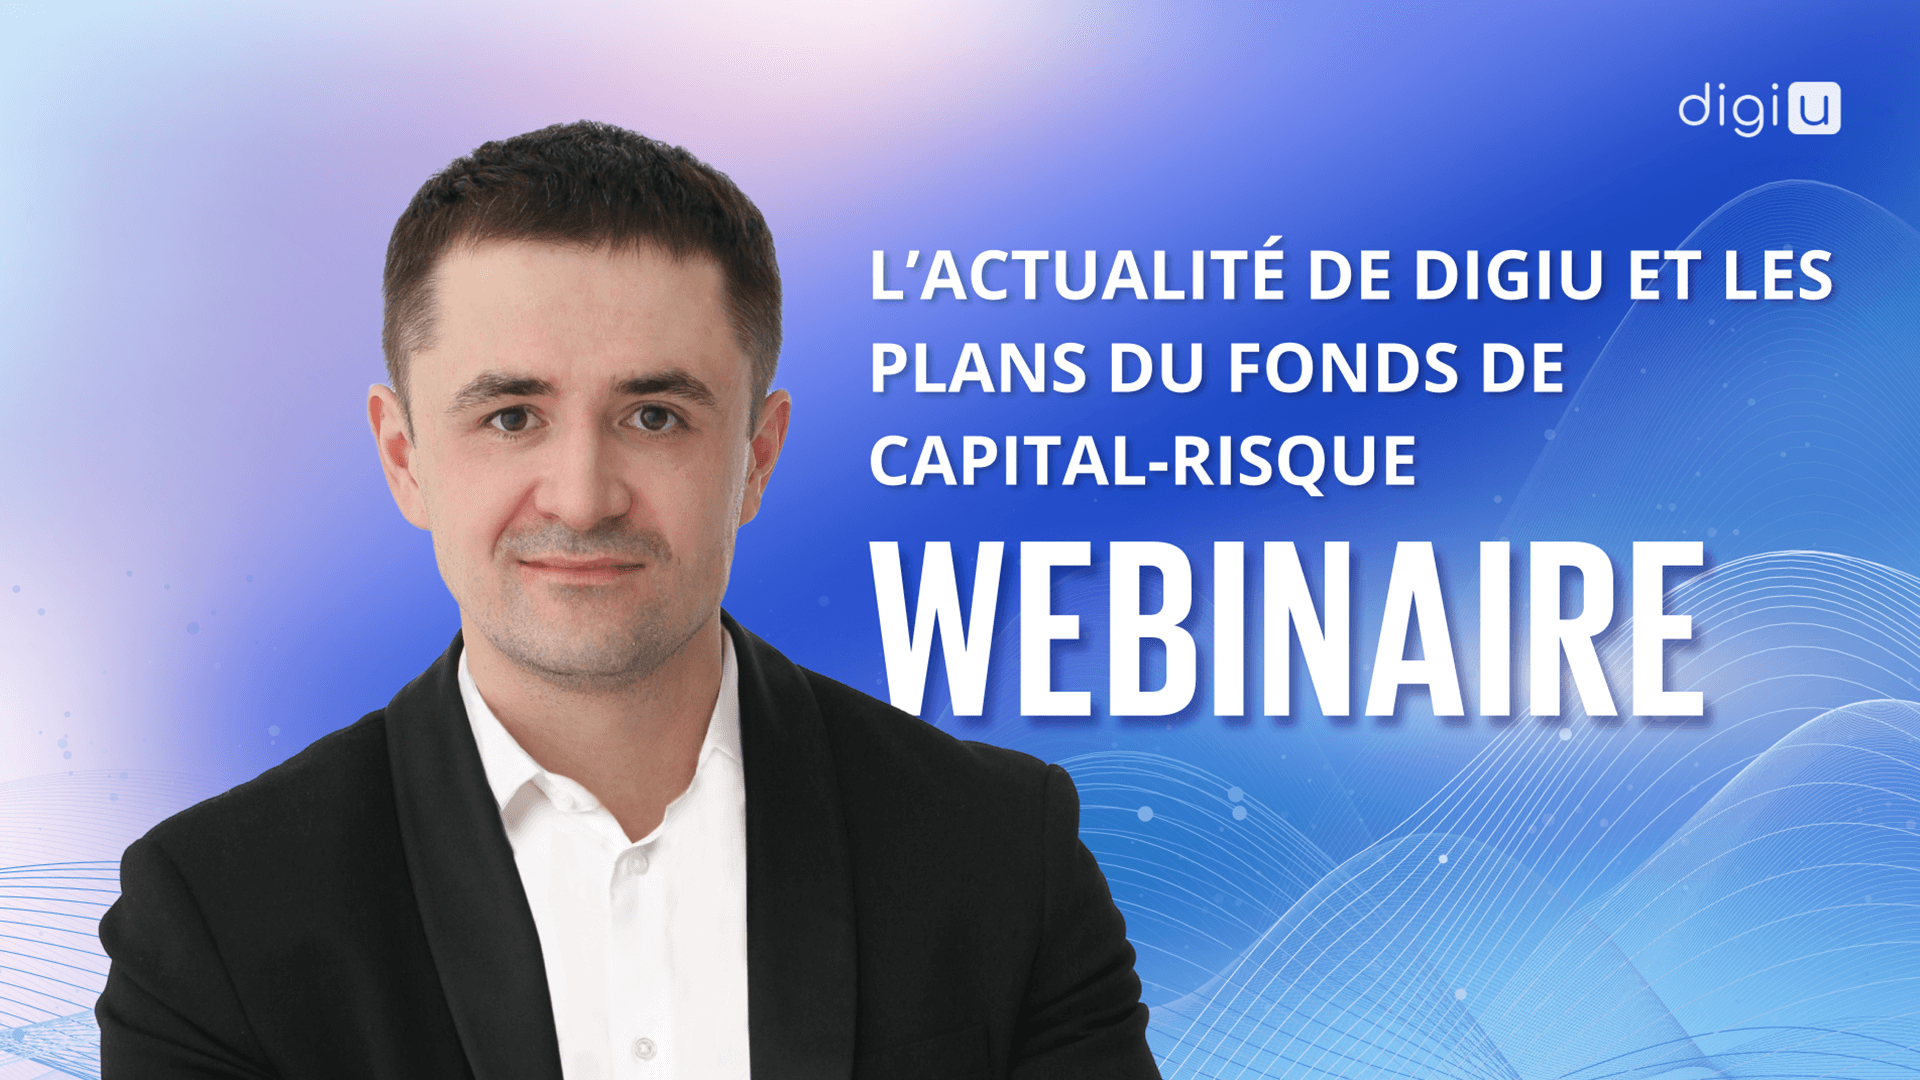 digiu
L’ACTUALITÉ DE DIGIU ET LES
PLANS DU FONDS DE
CAPITAL-RISQUE
WEBINAIRE